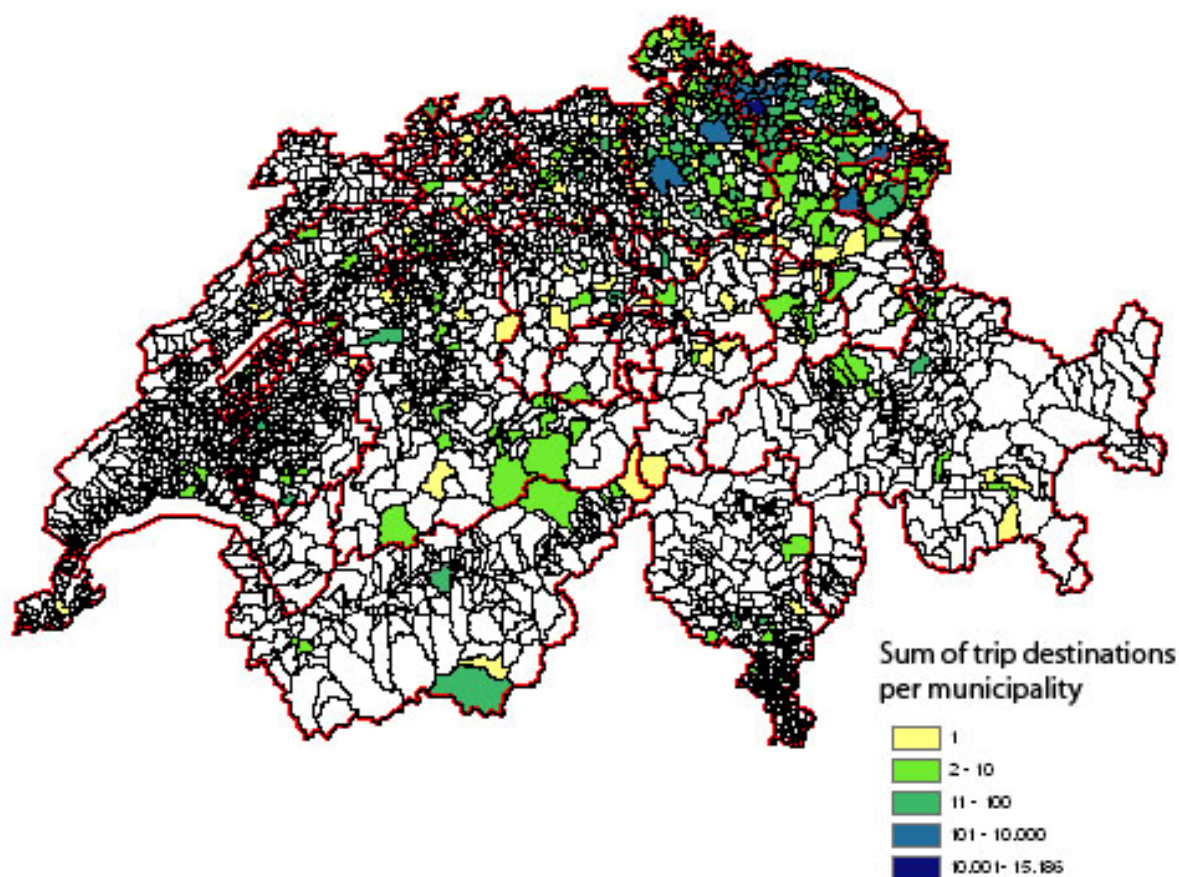 Sum of trip destinations
per municipality
1
2 - 10
11 - 100
101 - 10.000
10.001- 15.186